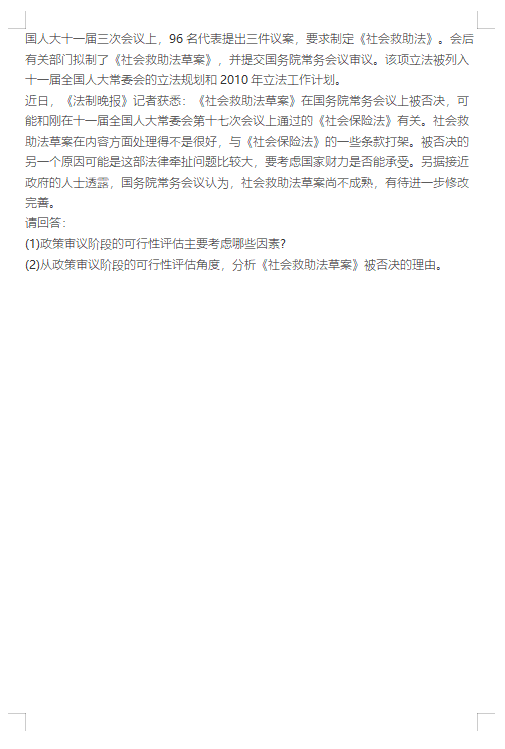 国人大十一届三次会议上，96 名代表提出三件议案，要求制定《社会救助法》。会后
有关部门拟制了《社会救助法草案》，并提交国务院常务会议审议。该项立法被列入
十一届全国人大常委会的立法规划和 2010 年立法工作计划。
近日，《法制晚报》记者获悉：《社会救助法草案》在国务院常务会议上被否决，可
能和刚在十一届全国人大常委会第十七次会议上通过的《社会保险法》有关。社会救
助法草案在内容方面处理得不是很好，与《社会保险法》的一些条款打架。被否决的
另一个原因可能是这部法律牵扯问题比较大，要考虑国家财力是否能承受。另据接近
政府的人士透露，国务院常务会议认为，社会救助法草案尚不成熟，有待进一步修改
完善。
请回答：
(1)政策审议阶段的可行性评估主要考虑哪些因素?
(2)从政策审议阶段的可行性评估角度，分析《社会救助法草案》被否决的理由。